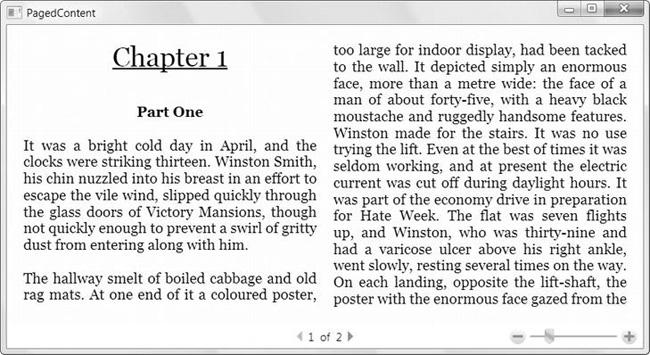 PagedContent
Chapter 1
Part One
It was a bright cold day in April, and the
clocks were striking thirteen. Winston Smith,
his chin nuzzled into his breast in an effort to
escape the vile wind, slipped quickly through
the glass doors of Victory Mansions, though
not quickly enough to prevent a swirl of gritty
dust from entering along with him.
The hallway smelt of boiled cabbage and old
rag mats. At one end of it a coloured poster,
too large for indoor display, had been tacked
to the wall. It depicted simply an enormous
face, more than a metre wide: the face of a
man of about forty-five, with a heavy black
moustache and ruggedly handsome features.
Winston made for the stairs. It was no use
trying the lift. Even at the best of times it was
seldom working, and at present the electric
current was cut off during daylight hours. It
was part of the economy drive in preparation
for Hate Week. The flat was seven flights
up, and Winston, who was thirty-nine and
had a varicose ulcer above his right ankle,
went slowly, resting several times on the way.
On each landing, opposite the lift-shaft, the
poster with the enormous face gazed from the
1 of 2